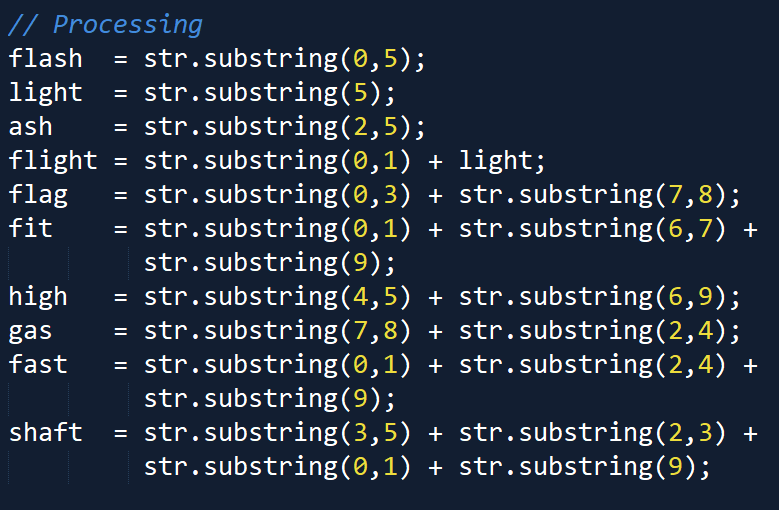 // Processing
flash  = str.substring(0,5);
light  = str.substring(5);
ash    = str.substring(2,5);
flight = str.substring(0,1) + light;
flag   = str.substring(0,3) + str.substring(7,8);
fit    = str.substring(0,1) + str.substring(6,7) +
         str.substring(9);
high   = str.substring(4,5) + str.substring(6,9);
gas    = str.substring(7,8) + str.substring(2,4);
fast   = str.substring(0,1) + str.substring(2,4) +
         str.substring(9);
shaft  = str.substring(3,5) + str.substring(2,3) +
         str.substring(0,1) + str.substring(9);